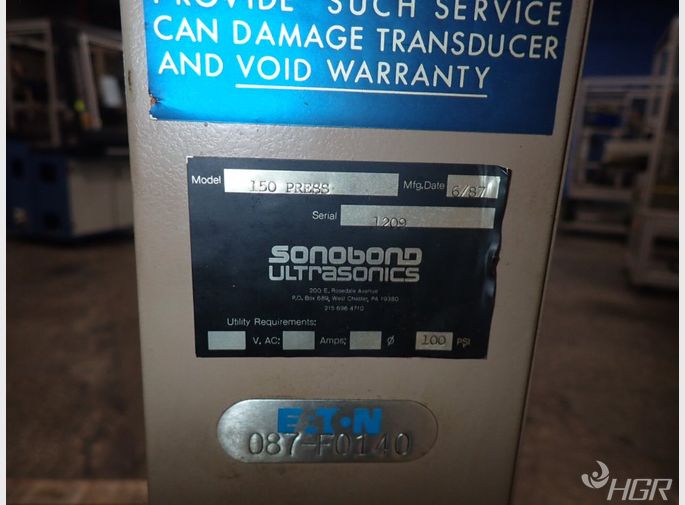 PROVIDE SUCH SERVICE
CAN DAMAGE TRANSDUCER
AND VOID WARRANTY
Model 150 PRESS Mfg. Date 6/87
Serial 1209
SONOBOND
ULTRASONICS
200 E. Rosedale Avenue
P.O. Box 689, West Chester, PA 19380
215 696 4710
Utility Requirements:
V, AC: Amps; Ø 100 PSI
EATON
087-F0140
HGR